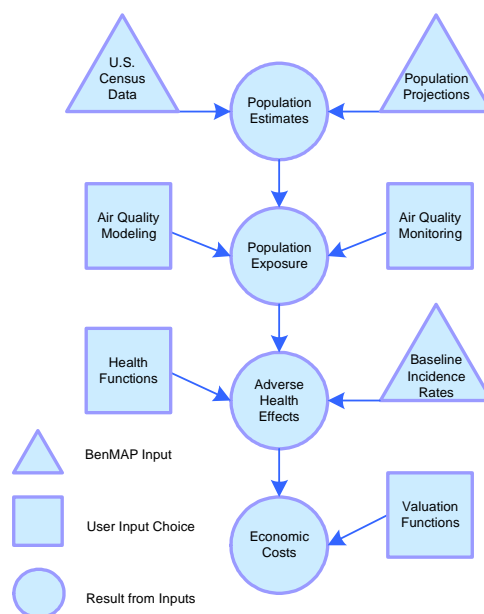 U.S.
Census
Data
Population
Estimates
Population
Projections
Air Quality
Modeling
Population
Exposure
Air Quality
Monitoring
Health
Functions
Adverse
Health
Effects
Baseline
Incidence
Rates
BenMAP Input
User Input Choice
Economic
Costs
Valuation
Functions
Result from Inputs